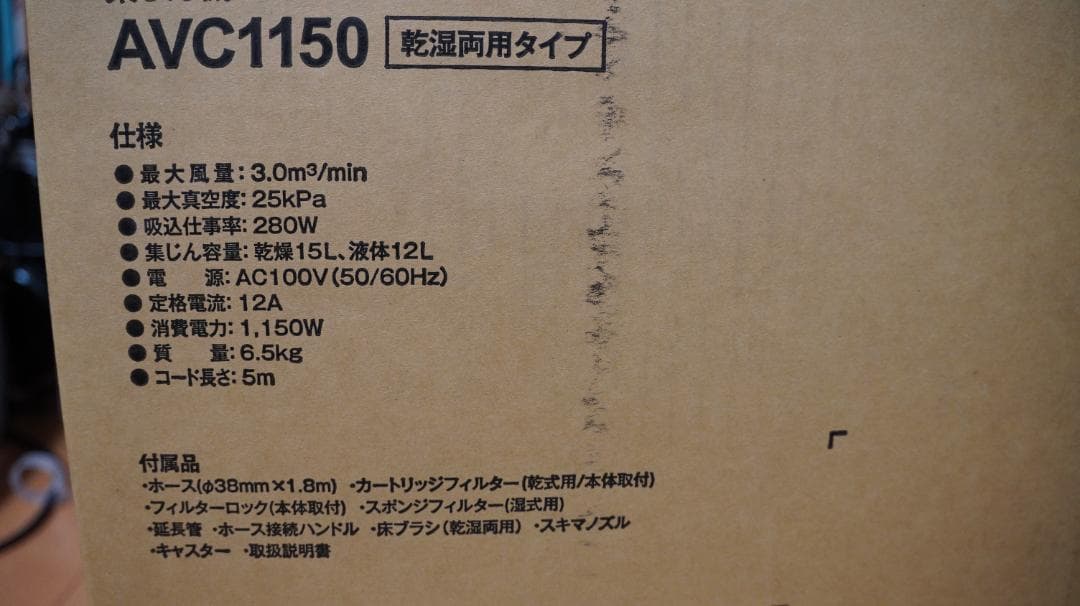 AVC1150 乾湿両用タイプ
仕様
●最大風量：3.0m³/min
●最大真空度：25kPa
●吸込仕事率：280W
●集じん容量：乾燥15L、液体12L
●電　源：AC100V（50/60Hz）
●定格電流：12A
●消費電力：1,150W
●質　量：6.5kg
●コード長さ：5m
付属品
・ホース(φ38mm×1.8m) ・カートリッジフィルター(乾式用/本体取付)
・フィルターロック(本体取付) ・スポンジフィルター(湿式用)
・延長管 ・ホース接続ハンドル ・床ブラシ（乾湿両用） ・スキマノズル
・キャスター ・取扱説明書